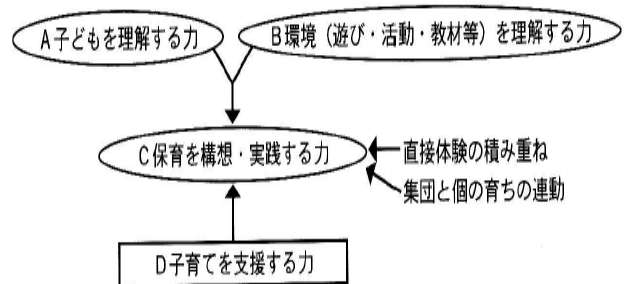 A子どもを理解する力
B環境（遊び・活動・教材等）を理解する力
C保育を構想・実践する力
直接体験の積み重ね
集団と個の育ちの連動
D子育てを支援する力